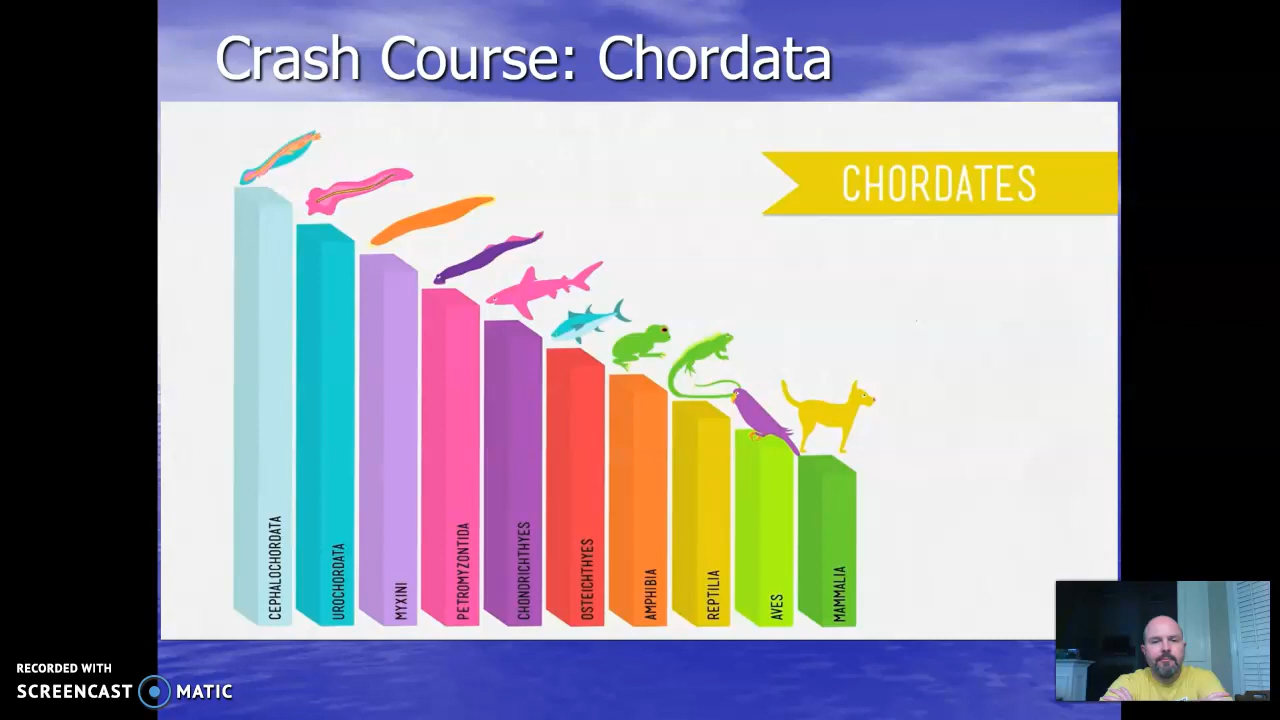 Crash Course: Chordata
CHORDATES
CEPHALOCHORDATA
UROCHORDATA
MYXINI
PETROMYZONTIDA
CHONDRICHTHYES
OSTEICHTHYES
AMPHIBIA
REPTILIA
AVES
MAMMALIA
RECORDED WITH
SCREENCAST MATIC